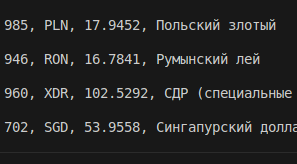 985, PLN, 17.9452, Польский злотый
946, RON, 16.7841, Румынский лей
960, XDR, 102.5292, СДР (специальные
702, SGD, 53.9558, Сингапурский долла